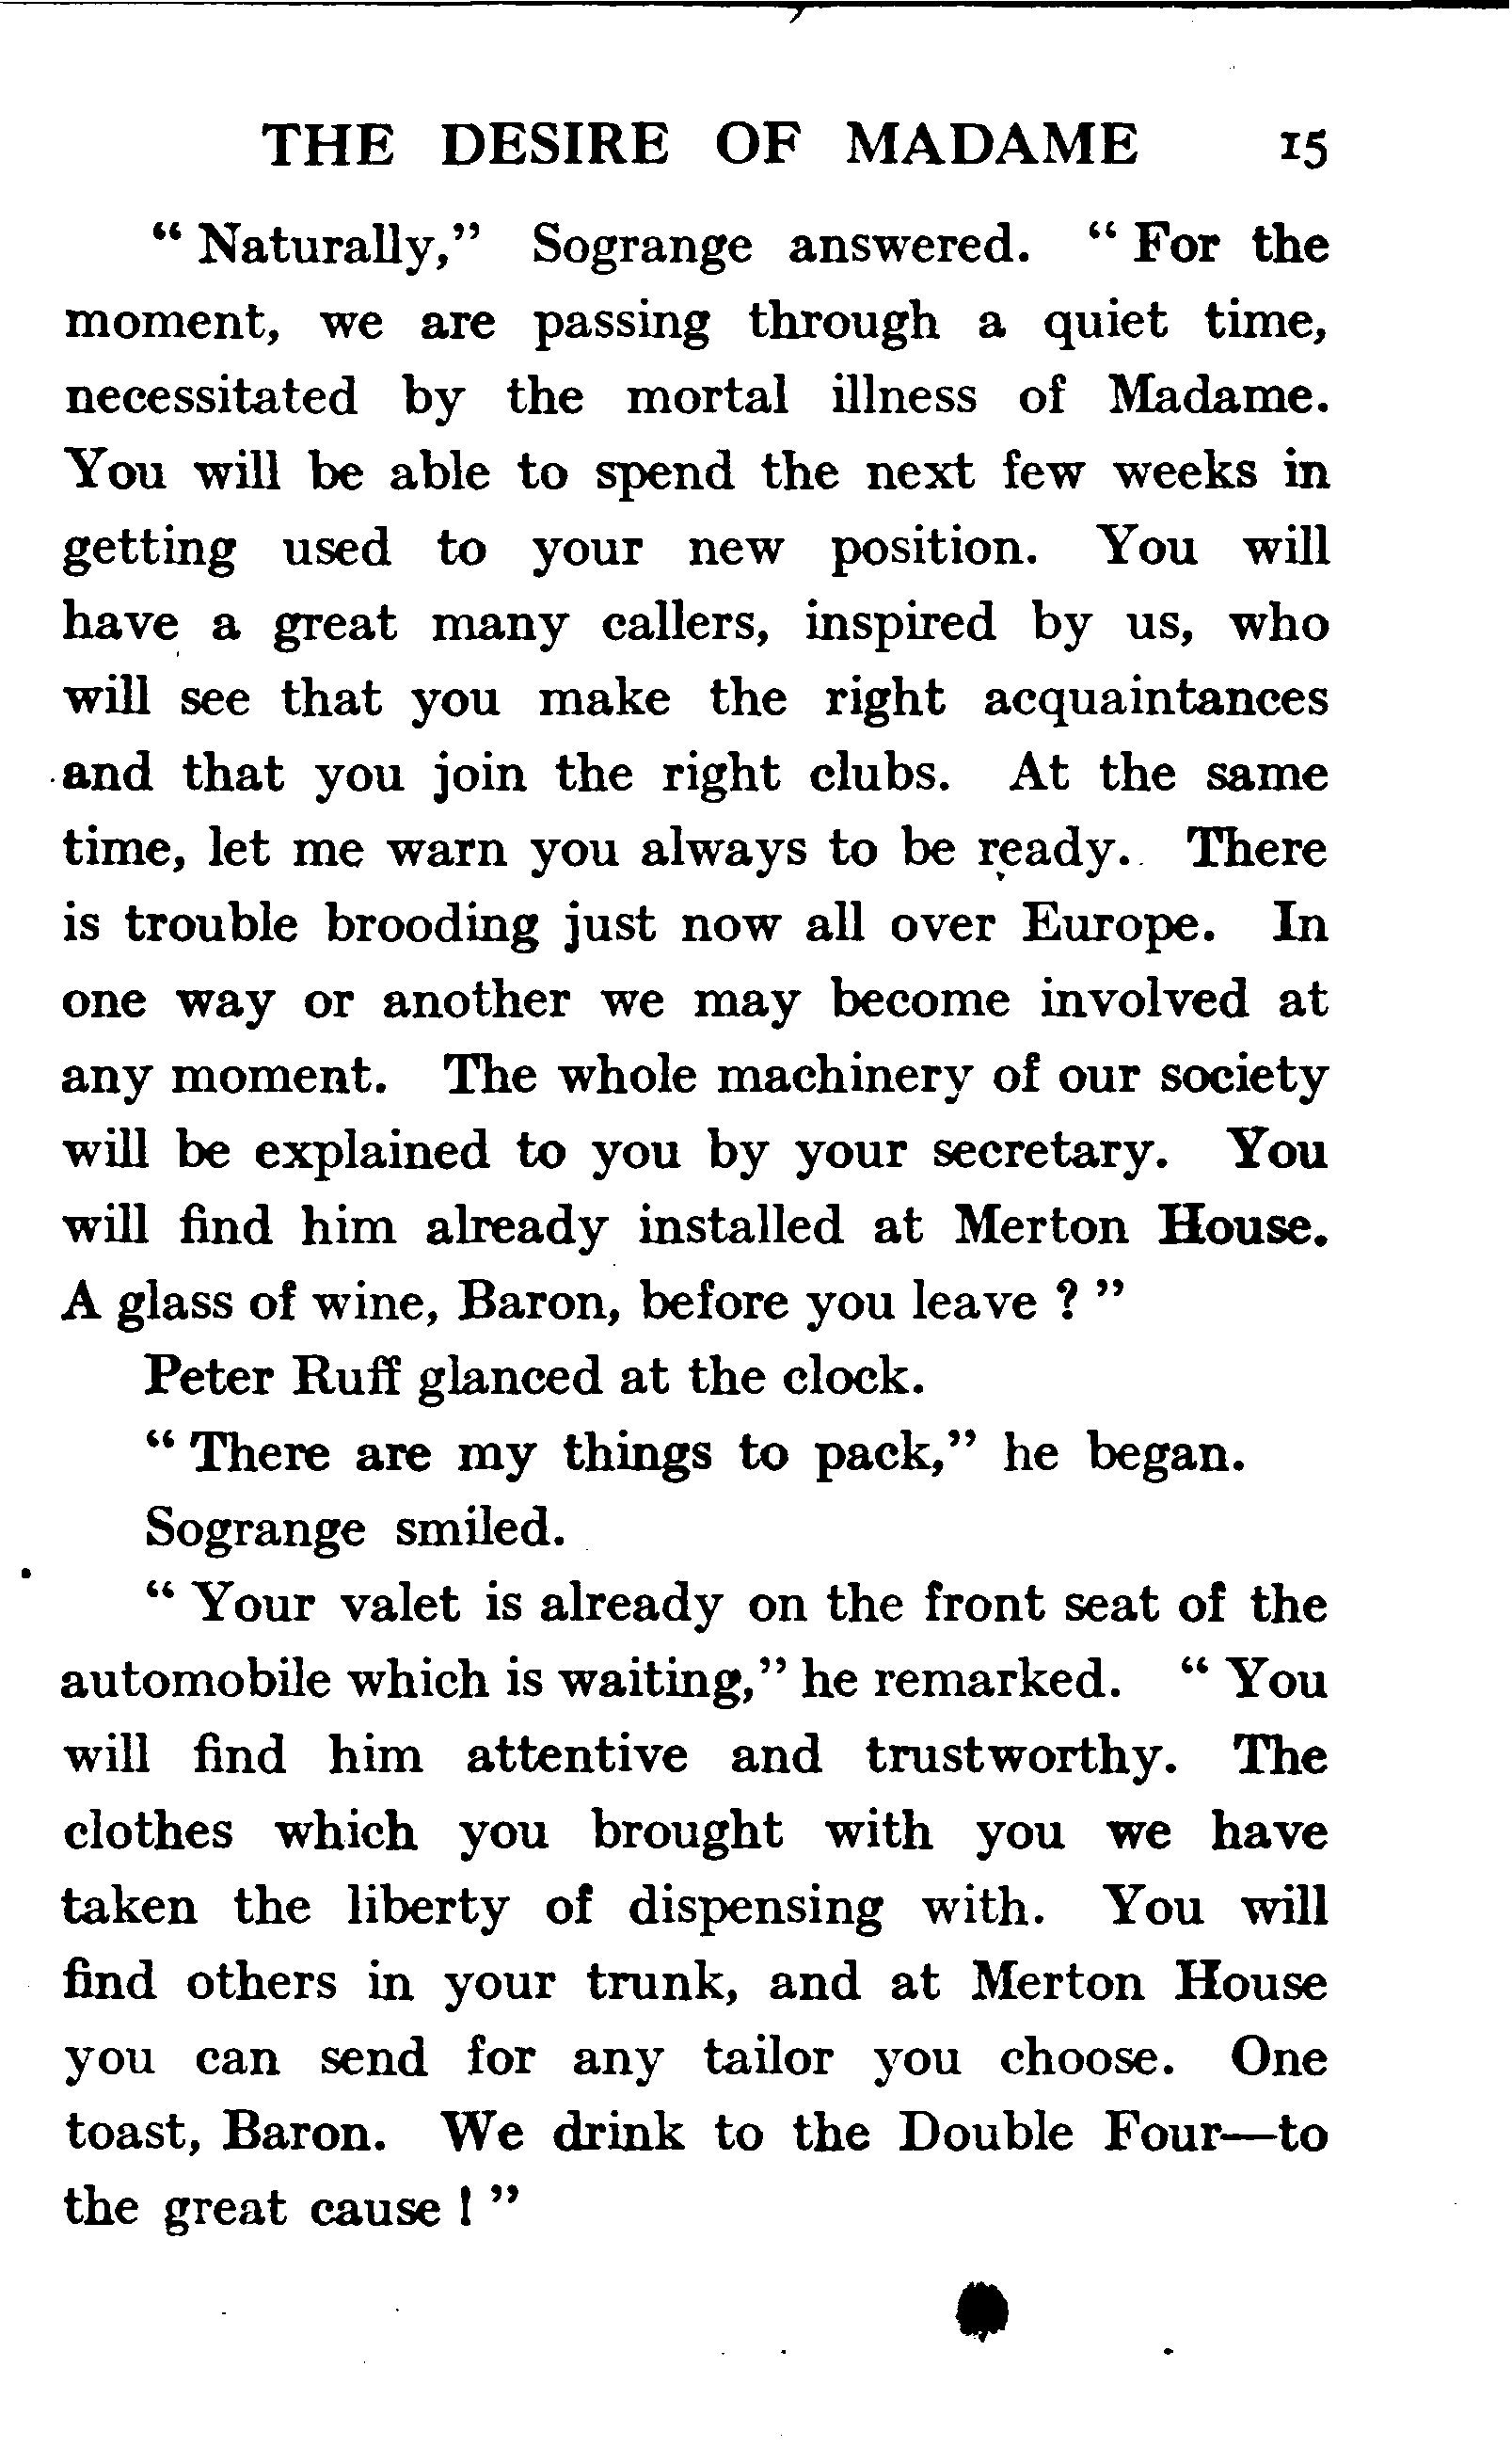 THE DESIRE OF MADAME 15
“ Naturally,” Sogrange answered. “ For the
moment, we are passing through a quiet time,
necessitated by the mortal illness of Madame.
You will be able to spend the next few weeks in
getting used to your new position. You will
have a great many callers, inspired by us, who
will see that you make the right acquaintances
and that you join the right clubs. At the same
time, let me warn you always to be ready. There
is trouble brooding just now all over Europe. In
one way or another we may become involved at
any moment. The whole machinery of our society
will be explained to you by your secretary. You
will find him already installed at Merton House.
A glass of wine, Baron, before you leave ? ”
Peter Ruff glanced at the clock.
“ There are my things to pack,” he began.
Sogrange smiled.
“ Your valet is already on the front seat of the
automobile which is waiting,” he remarked. “ You
will find him attentive and trustworthy. The
clothes which you brought with you we have
taken the liberty of dispensing with. You will
find others in your trunk, and at Merton House
you can send for any tailor you choose. One
toast, Baron. We drink to the Double Four—to
the great cause ! ”